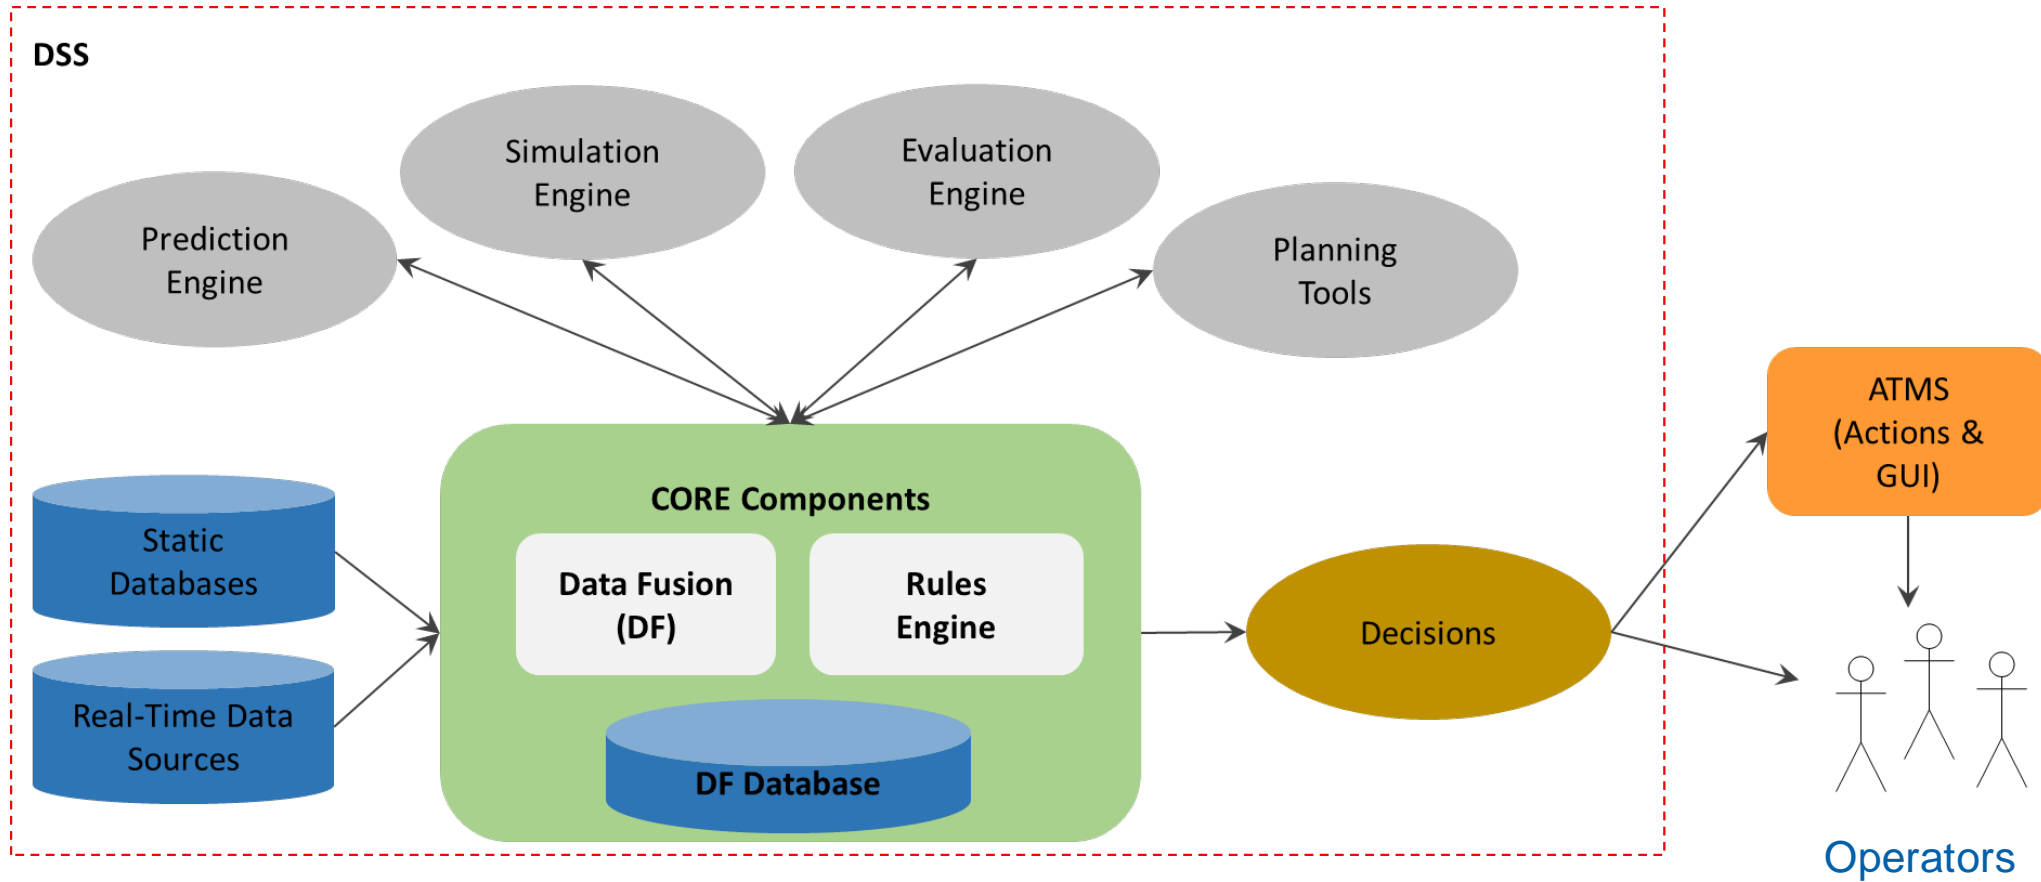 DSS
Simulation
Engine
Evaluation
Engine
Prediction
Engine
Planning
Tools
ATMS
(Actions &
GUI)
CORE Components
Static
Databases
Data Fusion
(DF)
Rules
Engine
Decisions
Real-Time Data
Sources
DF Database
Operators